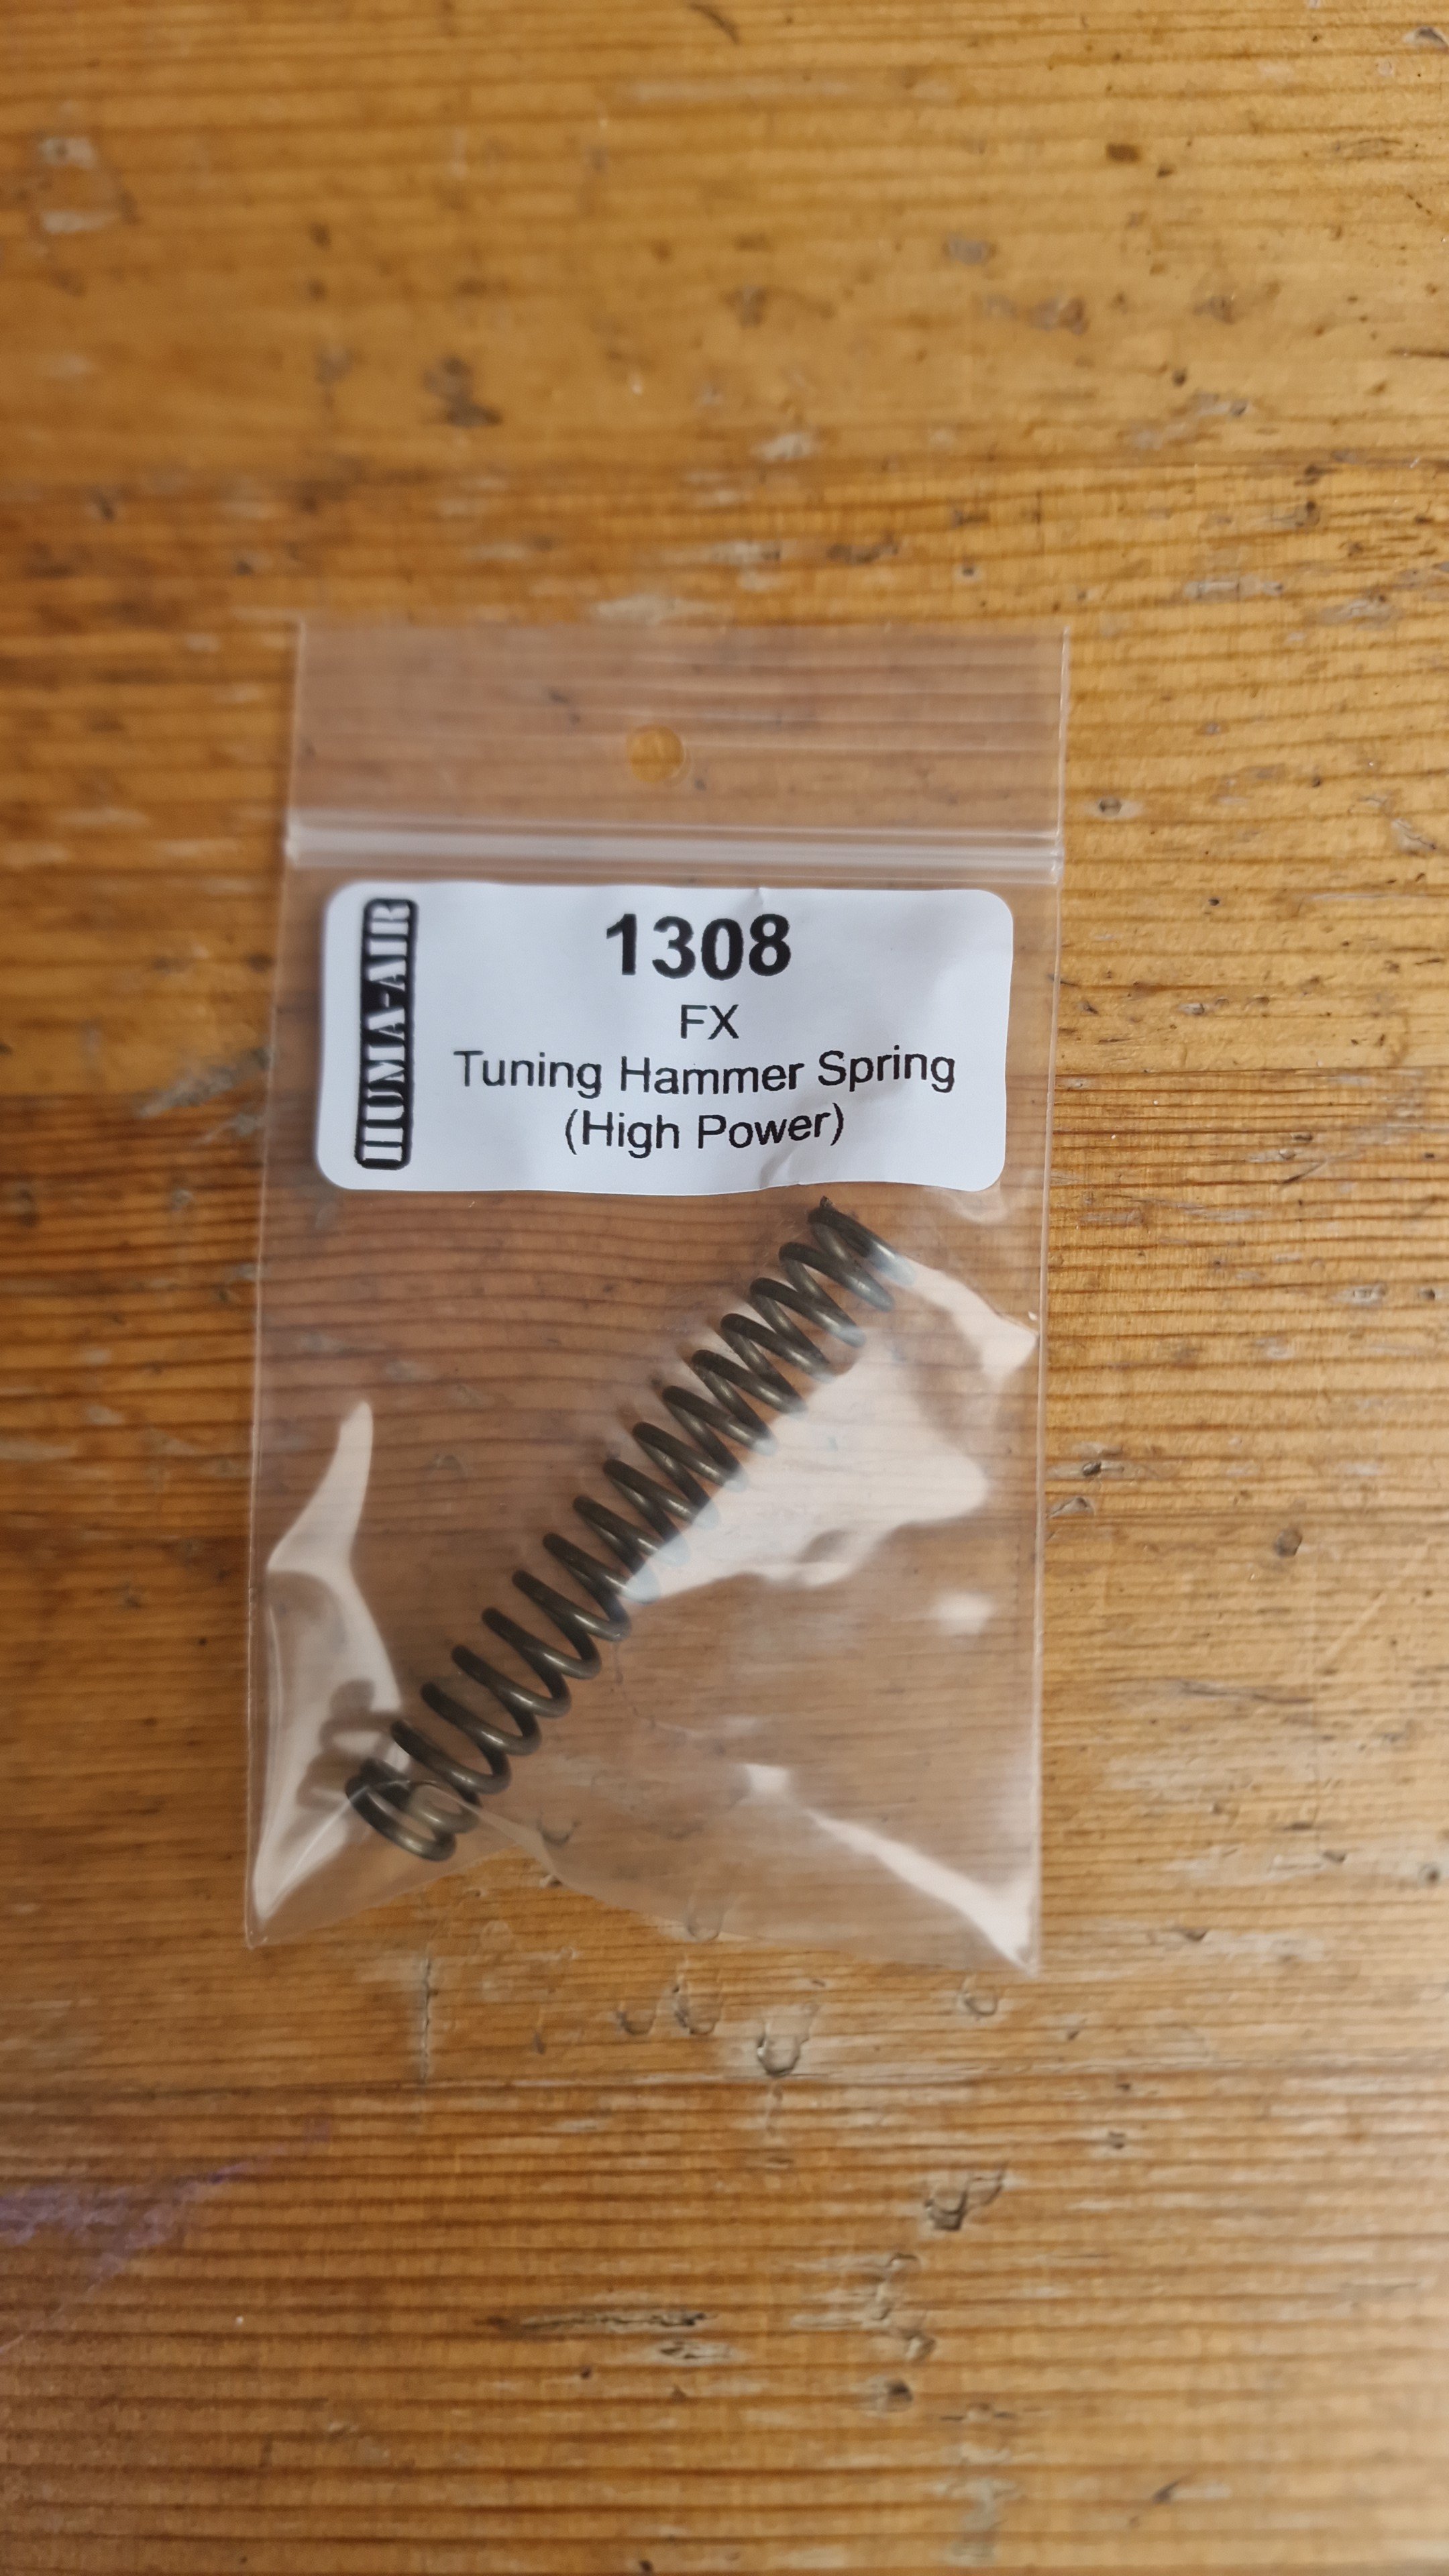 HUMA-AIR
1308
FX
Tuning Hammer Spring
(High Power)